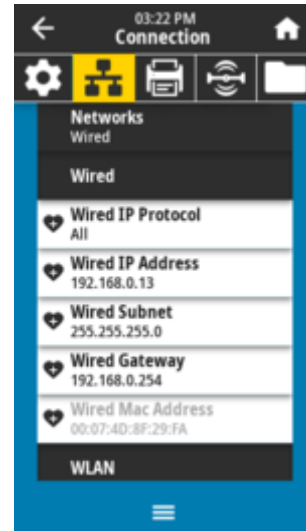 03:22 PM
Connection
Networks
Wired
Wired
Wired IP Protocol
All
Wired IP Address
192.168.0.13
Wired Subnet
255.255.255.0
Wired Gateway
192.168.0.254
Wired Mac Address
00:07:4D:8F:29:FA
WLAN